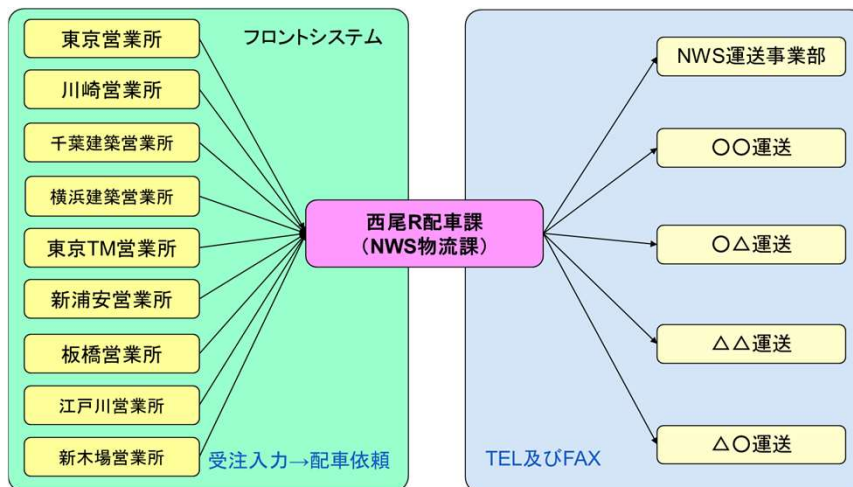 フロントシステム
東京営業所
川崎営業所
千葉建築営業所
横浜建築営業所
東京TM営業所
新浦安営業所
板橋営業所
江戸川営業所
新木場営業所
受注入力→配車依頼
西尾R配車課
(NWS物流課)
NWS運送事業部
〇〇運送
〇△運送
△△運送
△〇運送
TEL及びFAX